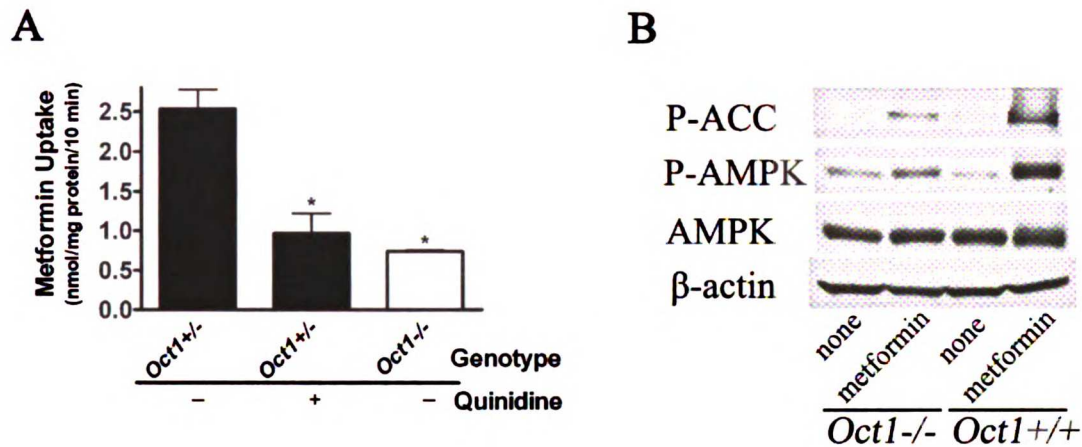 A
Metformin Uptake
(nmol/mg protein/10 min)
2.5
2.0
1.5
1.0
0.5
0.0
*
*
Oct1+/-
Oct1+/-
Oct1-/-
Genotype
– + –
Quinidine
B
P-ACC
P-AMPK
AMPK
β-actin
none
metformin
none
metformin
Oct1-/-
Oct1+/+